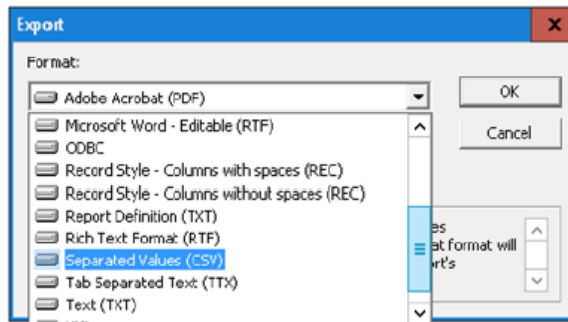 Export
Format:
Adobe Acrobat (PDF)
OK
Microsoft Word - Editable (RTF)
Cancel
ODBC
Record Style - Columns with spaces (REC)
Record Style - Columns without spaces (REC)
Report Definition (TXT)
Rich Text Format (RTF)
at format will
Separated Values (CSV)
Tab Separated Text (TTX)
Text (TXT)